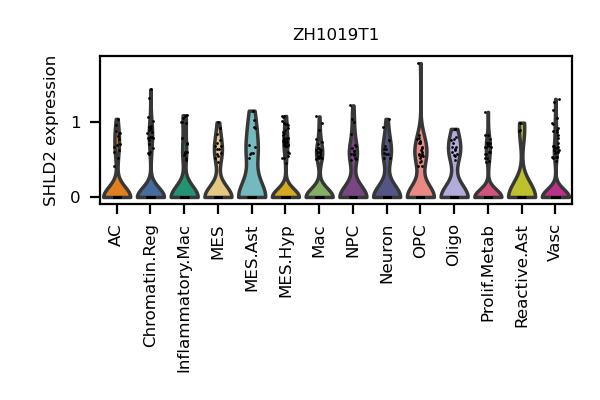 ZH1019T1
SHLD2 expression
1
0
AC
Chromatin.Reg
Inflammatory.Mac
MES
MES.Ast
MES.Hyp
Mac
NPC
Neuron
OPC
Oligo
Prolif.Metab
Reactive.Ast
Vasc